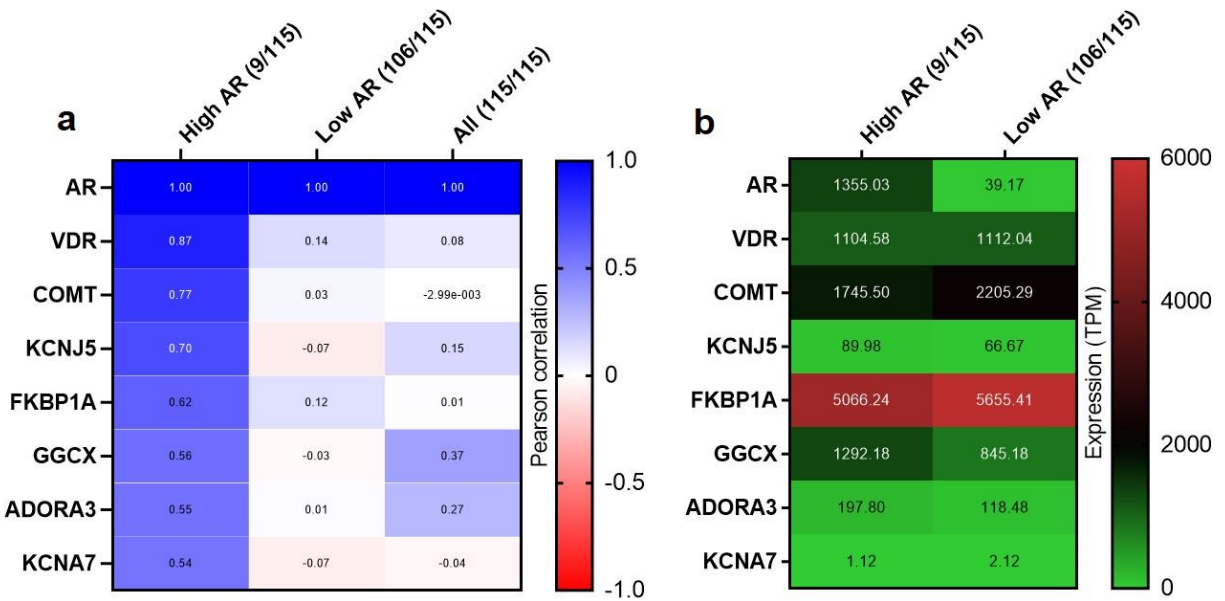 a
High AR (9/115)
Low AR (106/115)
All (115/115)
AR 1.00 1.00 1.00
VDR 0.87 0.14 0.08
COMT 0.77 0.03 -2.99e-003
KCNJ5 0.70 -0.07 0.15
FKBP1A 0.62 0.12 0.01
GGCX 0.56 -0.03 0.37
ADORA3 0.55 0.01 0.27
KCNA7 0.54 -0.07 -0.04
1.0
0.5
0
-0.5
-1.0
Pearson correlation
b
High AR (9/115)
Low AR (106/115)
AR 1355.03 39.17
VDR 1104.58 1112.04
COMT 1745.50 2205.29
KCNJ5 89.98 66.67
FKBP1A 5066.24 5655.41
GGCX 1292.18 845.18
ADORA3 197.80 118.48
KCNA7 1.12 2.12
Expression (TPM)
6000
4000
2000
0